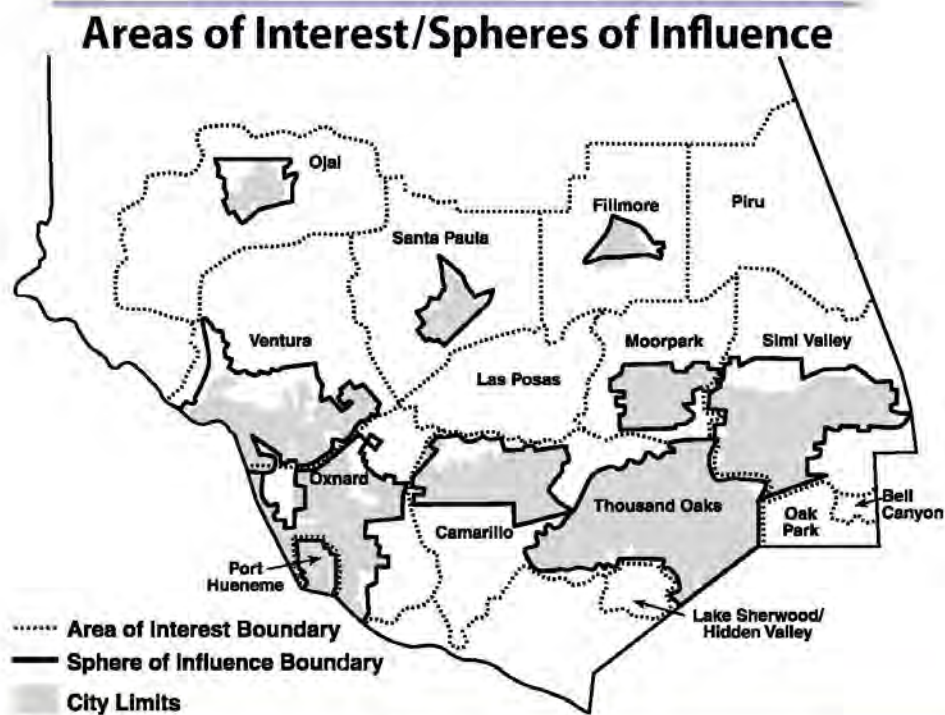 Areas of Interest/Spheres of Influence
Ojai
Fillmore
Piru
Santa Paula
Ventura
Moorpark
Simi Valley
Las Posas
Oxnard
Thousand Oaks
Bell
Canyon
Oak
Park
Camarillo
Port
Hueneme
Lake Sherwood/
Hidden Valley
Area of Interest Boundary
Sphere of Influence Boundary
City Limits